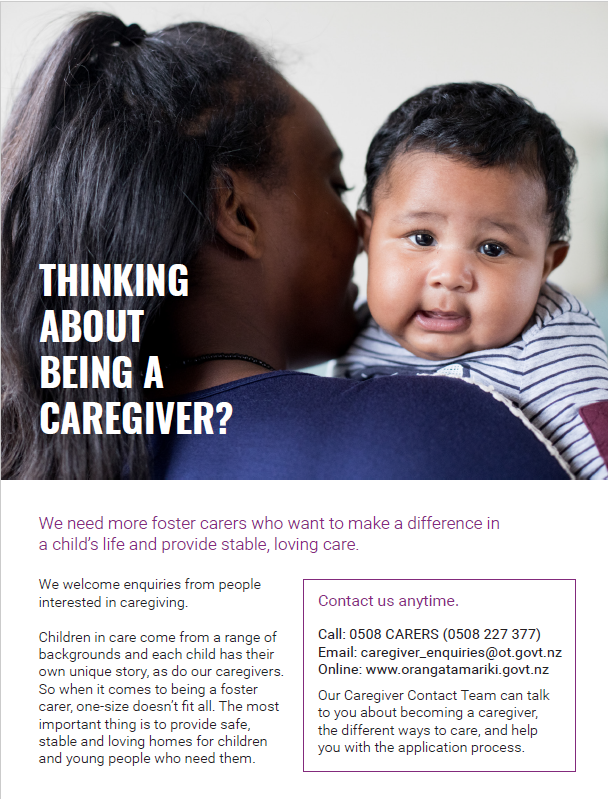 THINKING
ABOUT
BEING A
CAREGIVER?
We need more foster carers who want to make a difference in
a child's life and provide stable, loving care.
We welcome enquiries from people
interested in caregiving.
Children in care come from a range of
backgrounds and each child has their
own unique story, as do our caregivers.
So when it comes to being a foster
carer, one-size doesn't fit all. The most
important thing is to provide safe,
stable and loving homes for children
and young people who need them.
Contact us anytime.
Call: 0508 CARERS (0508 227 377)
Email: caregiver_enquiries@ot.govt.nz
Online: www.orangatamariki.govt.nz
Our Caregiver Contact Team can talk
to you about becoming a caregiver,
the different ways to care, and help
you with the application process.